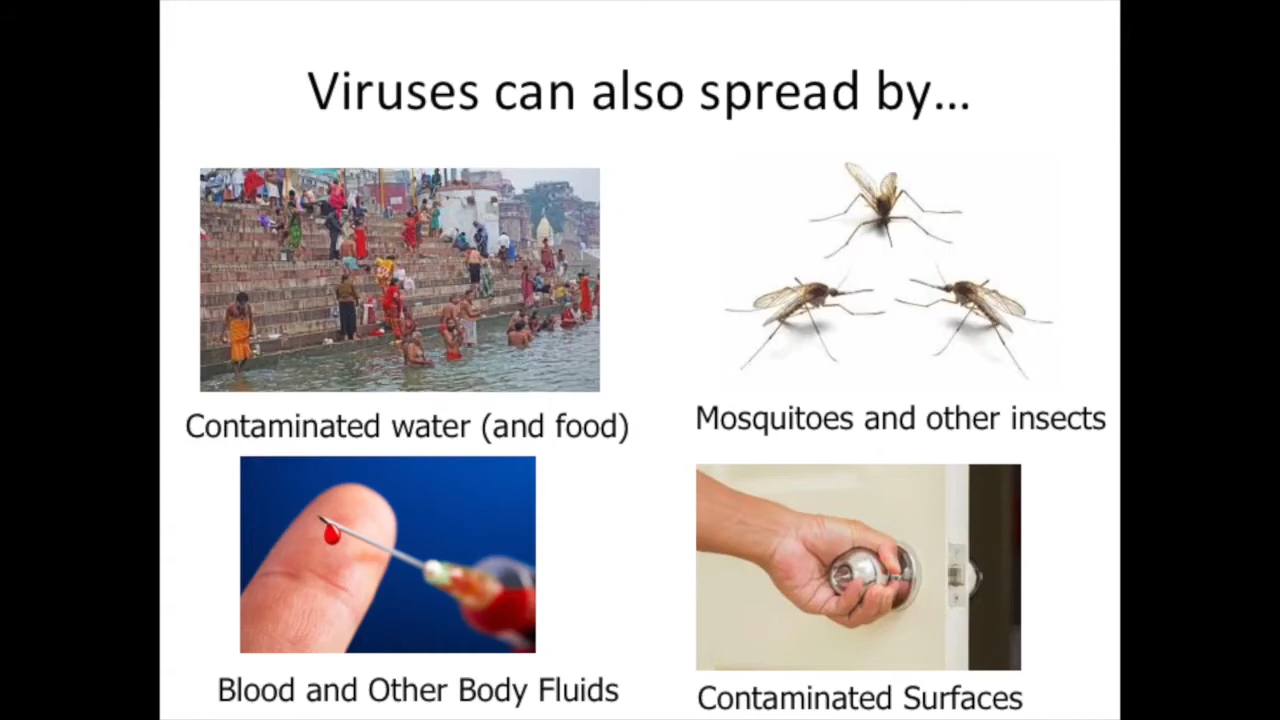 Viruses can also spread by...
Contaminated water (and food)
Mosquitoes and other insects
Blood and Other Body Fluids
Contaminated Surfaces